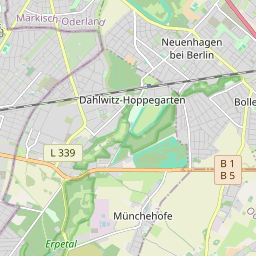 Märkisch-Oderland
Neuenhagen
bei Berlin
Dahlwitz-Hoppegarten
Bolle
L 339
B 1
B 5
Münchehofe
Erpetal